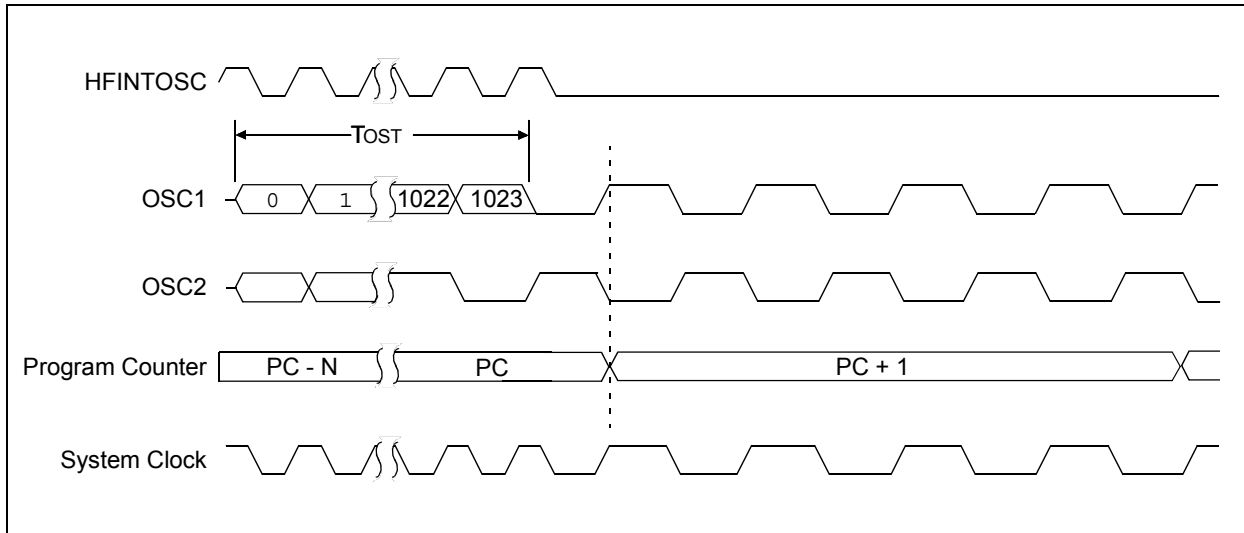 HFINTOSC
TOST
OSC1 0 1 1022 1023
OSC2
Program Counter PC - N PC PC + 1
System Clock